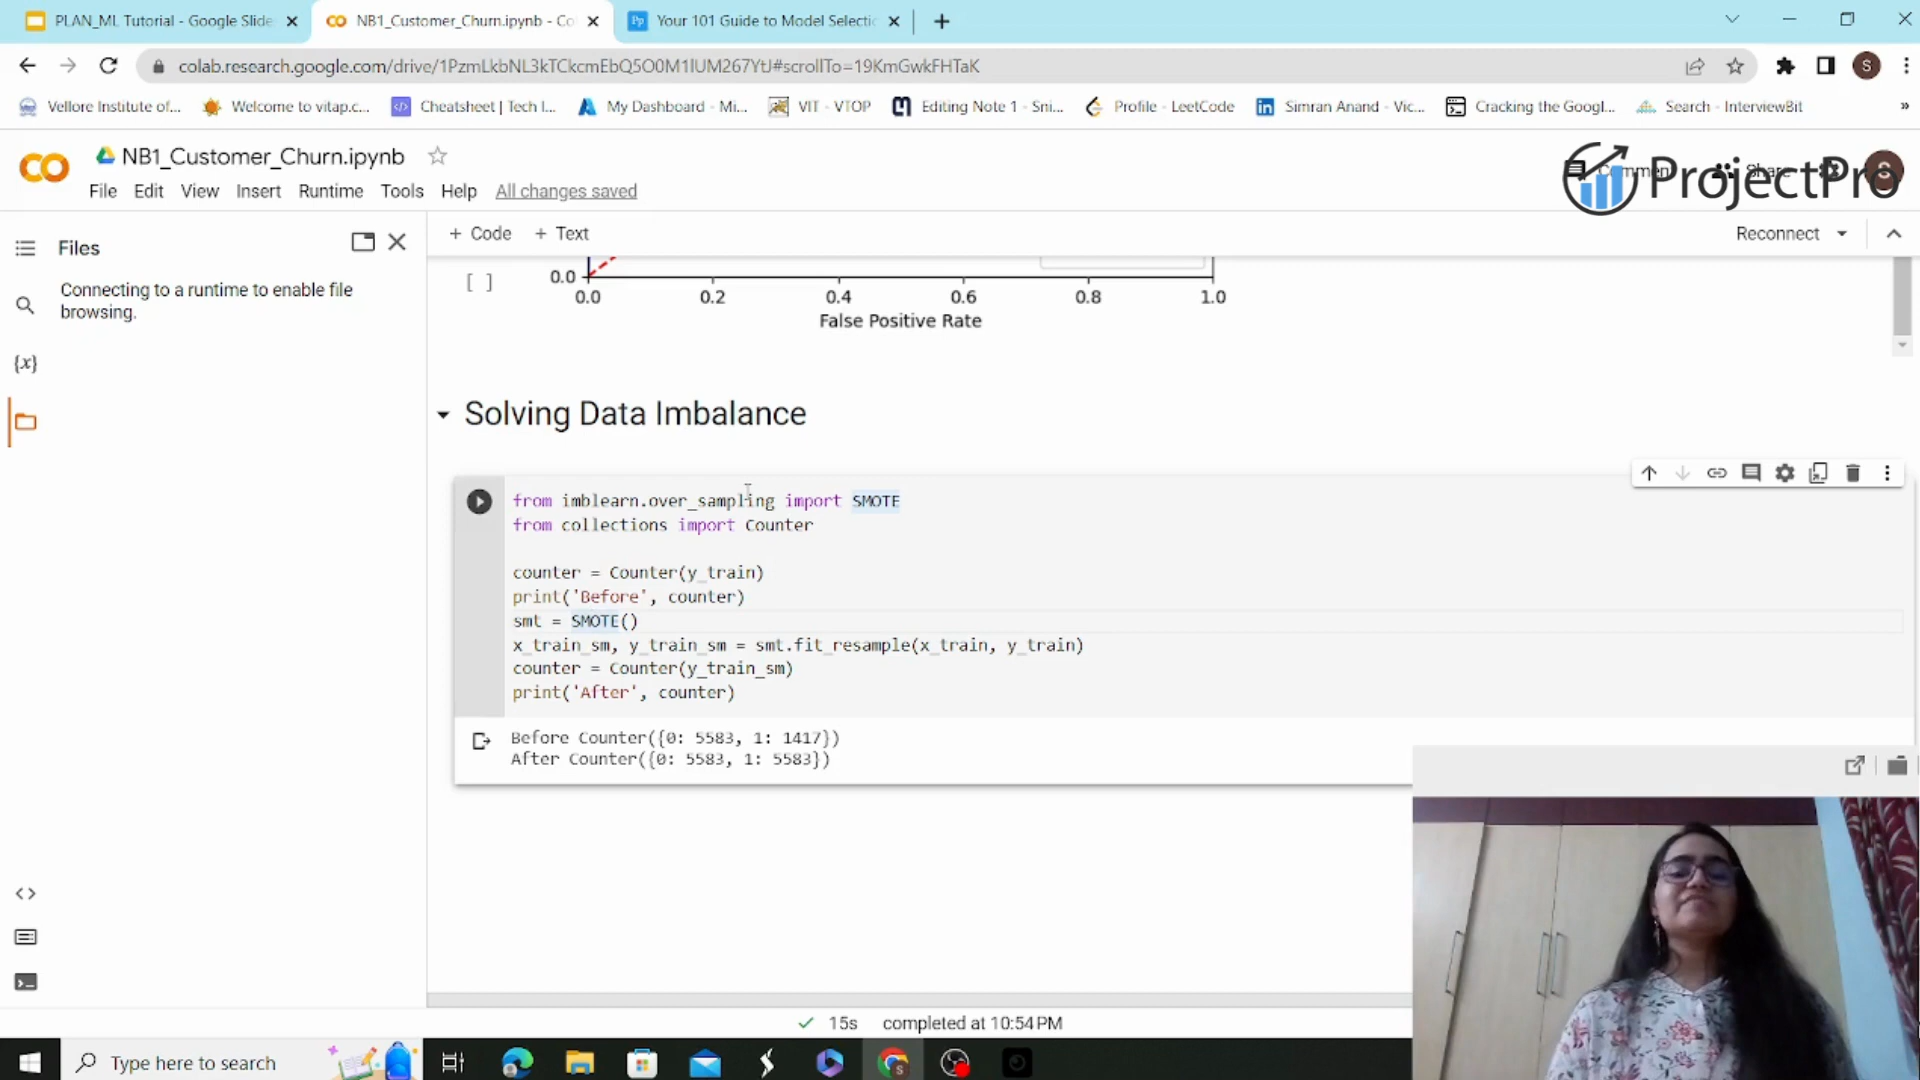 PLAN_ML Tutorial - Google Slide
NB1_Customer_Churn.ipynb - Co
Your 101 Guide to Model Selecti
colab.research.google.com/drive/1PzmLkbNL3kTCkcmEbQ5O0M1IUM267YtJ#scrollTo=19KmGwkFHTaK
S
Vellore Institute of...
Welcome to vitap.c...
Cheatsheet | Tech I...
My Dashboard - Mi...
VIT - VTOP
Editing Note 1 - Sni...
Profile - LeetCode
Simran Anand - Vic...
Cracking the Googl...
Search - InterviewBit
»
NB1_Customer_Churn.ipynb
ProjectPro
File Edit View Insert Runtime Tools Help All changes saved
Files
+ Code + Text
Reconnect
Connecting to a runtime to enable file
browsing.
{x}
[ ]
0.0
0.0 0.2 0.4 0.6 0.8 1.0
False Positive Rate
Solving Data Imbalance
from imblearn.over_sampling import SMOTE
from collections import Counter
counter = Counter(y_train)
print('Before', counter)
smt = SMOTE()
x_train_sm, y_train_sm = smt.fit_resample(x_train, y_train)
counter = Counter(y_train_sm)
print('After', counter)
Before Counter({0: 5583, 1: 1417})
After Counter({0: 5583, 1: 5583})
15s completed at 10:54 PM
Type here to search